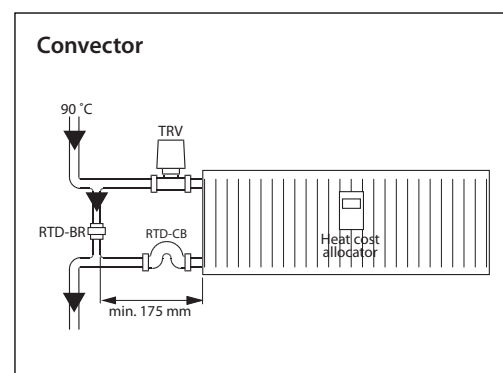 Convector
90 °C
TRV
RTD-BR
RTD-CB
Heat cost
allocator
min. 175 mm